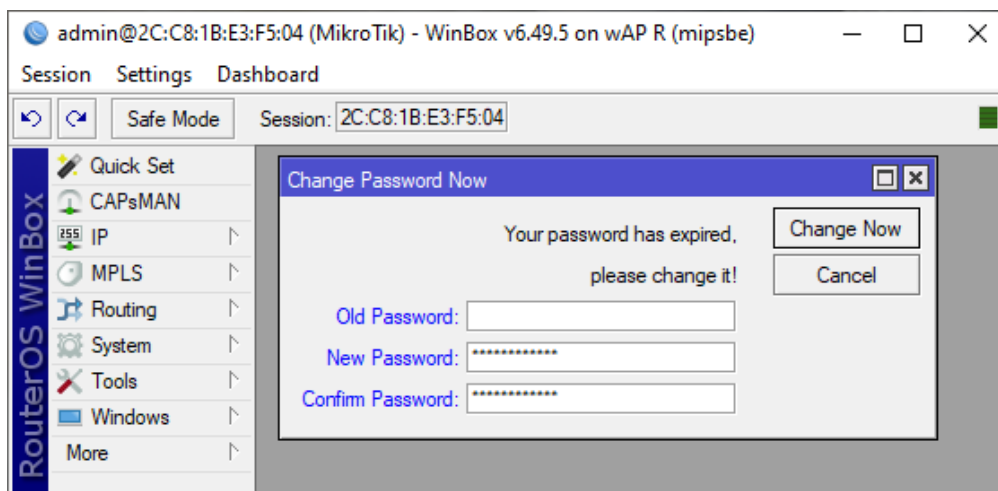 admin@2C:C8:1B:E3:F5:04 (MikroTik) - WinBox v6.49.5 on wAP R (mipsbe)
Session Settings Dashboard
Safe Mode Session: 2C:C8:1B:E3:F5:04
RouterOS WinBox
Quick Set
CAPsMAN
255 IP
MPLS
Routing
System
Tools
Windows
More
Change Password Now
Your password has expired,
please change it!
Change Now
Cancel
Old Password:
New Password: ************
Confirm Password: ************